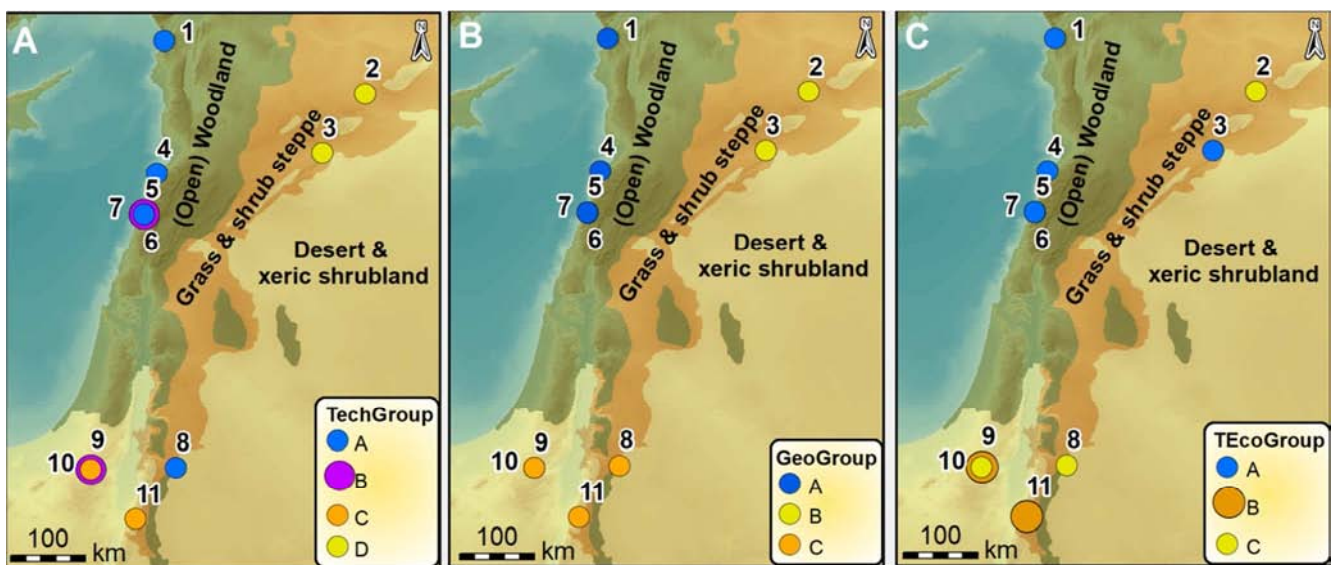 A
N
1
2
3
4
5
7
6
(Open) Woodland
Grass & shrub steppe
Desert &
xeric shrubland
9
10
8
11
100
km
TechGroup
A
B
C
D
B
N
1
2
3
4
5
7
6
(Open) Woodland
Grass & shrub steppe
Desert &
xeric shrubland
9
10
8
11
100
km
GeoGroup
A
B
C
C
N
1
2
3
4
5
7
6
(Open) Woodland
Grass & shrub steppe
Desert &
xeric shrubland
9
10
8
11
100
km
TEcoGroup
A
B
C